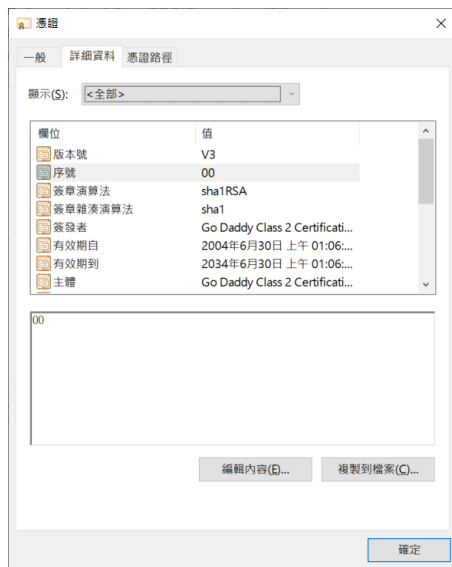 憑證
一般 詳細資料 憑證路徑
顯示(S): <全部>
欄位 值
版本號 V3
序號 00
簽章演算法 sha1RSA
簽章雜湊演算法 sha1
簽發者 Go Daddy Class 2 Certificati...
有效期自 2004年6月30日 上午 01:06:...
有效期到 2034年6月30日 上午 01:06:...
主體 Go Daddy Class 2 Certificati...
00
編輯內容(E)... 複製到檔案(C)...
確定